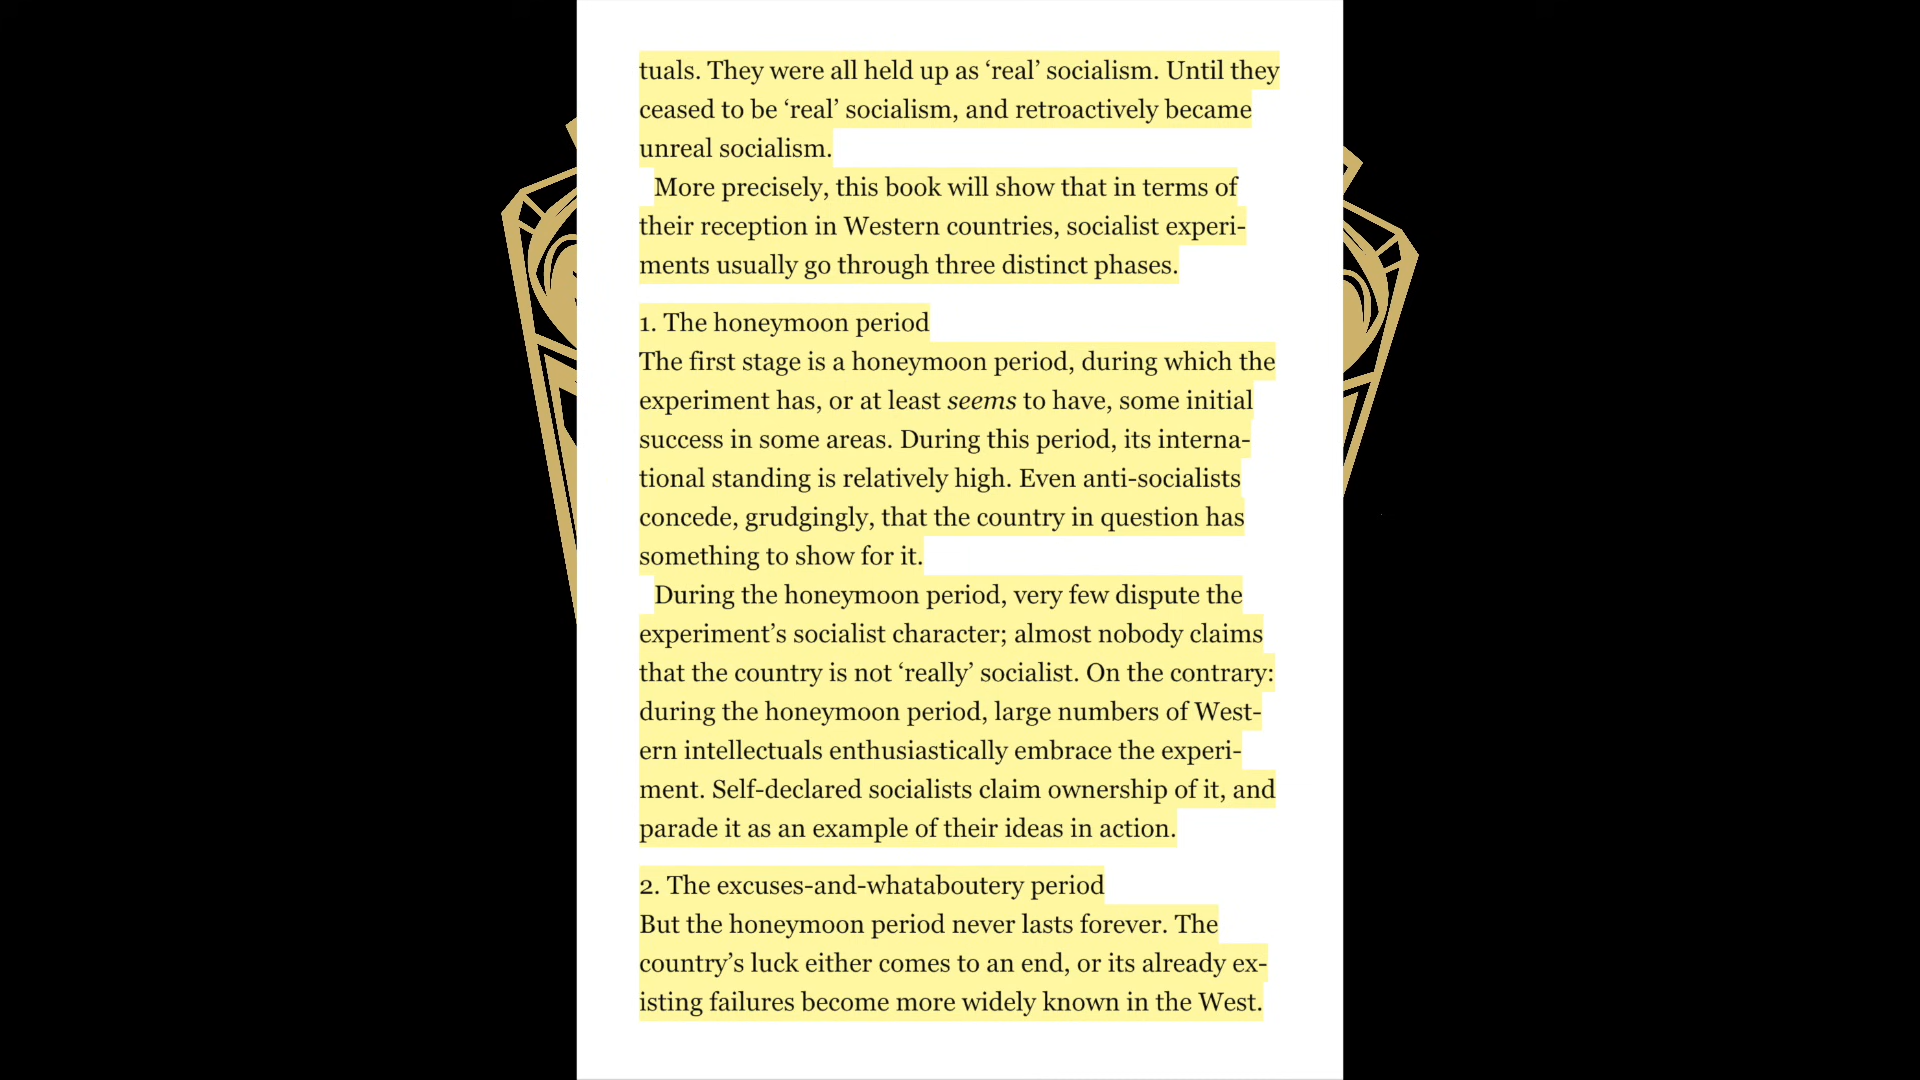 tuals. They were all held up as ‘real’ socialism. Until they
ceased to be ‘real’ socialism, and retroactively became
unreal socialism.
More precisely, this book will show that in terms of
their reception in Western countries, socialist experi-
ments usually go through three distinct phases.
1. The honeymoon period
The first stage is a honeymoon period, during which the
experiment has, or at least seems to have, some initial
success in some areas. During this period, its interna-
tional standing is relatively high. Even anti-socialists
concede, grudgingly, that the country in question has
something to show for it.
During the honeymoon period, very few dispute the
experiment’s socialist character; almost nobody claims
that the country is not ‘really’ socialist. On the contrary:
during the honeymoon period, large numbers of West-
ern intellectuals enthusiastically embrace the experi-
ment. Self-declared socialists claim ownership of it, and
parade it as an example of their ideas in action.
2. The excuses-and-whataboutery period
But the honeymoon period never lasts forever. The
country’s luck either comes to an end, or its already ex-
isting failures become more widely known in the West.